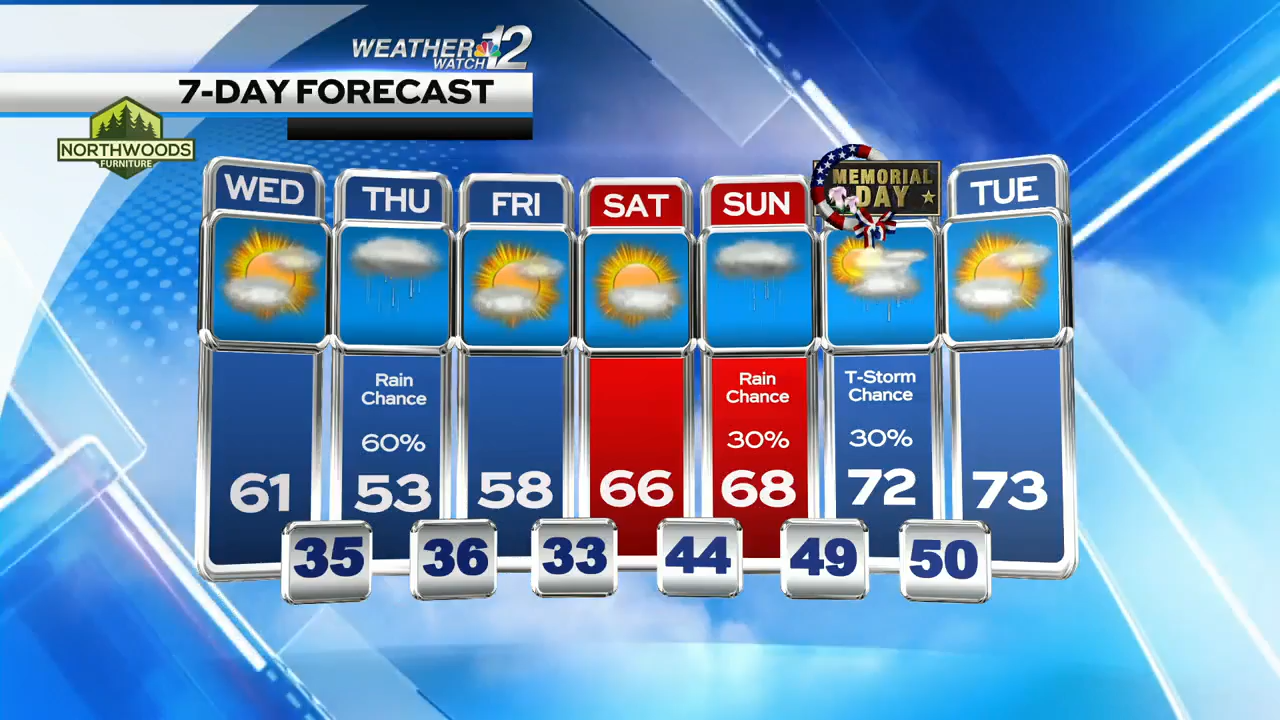 WEATHER 12
WATCH
7-DAY FORECAST
NORTHWOODS
FURNITURE
WED
THU
FRI
SAT
SUN
MEMORIAL
DAY
TUE
Rain
Chance
60%
Rain
Chance
30%
T-Storm
Chance
30%
61
53
58
66
68
72
73
35
36
33
44
49
50